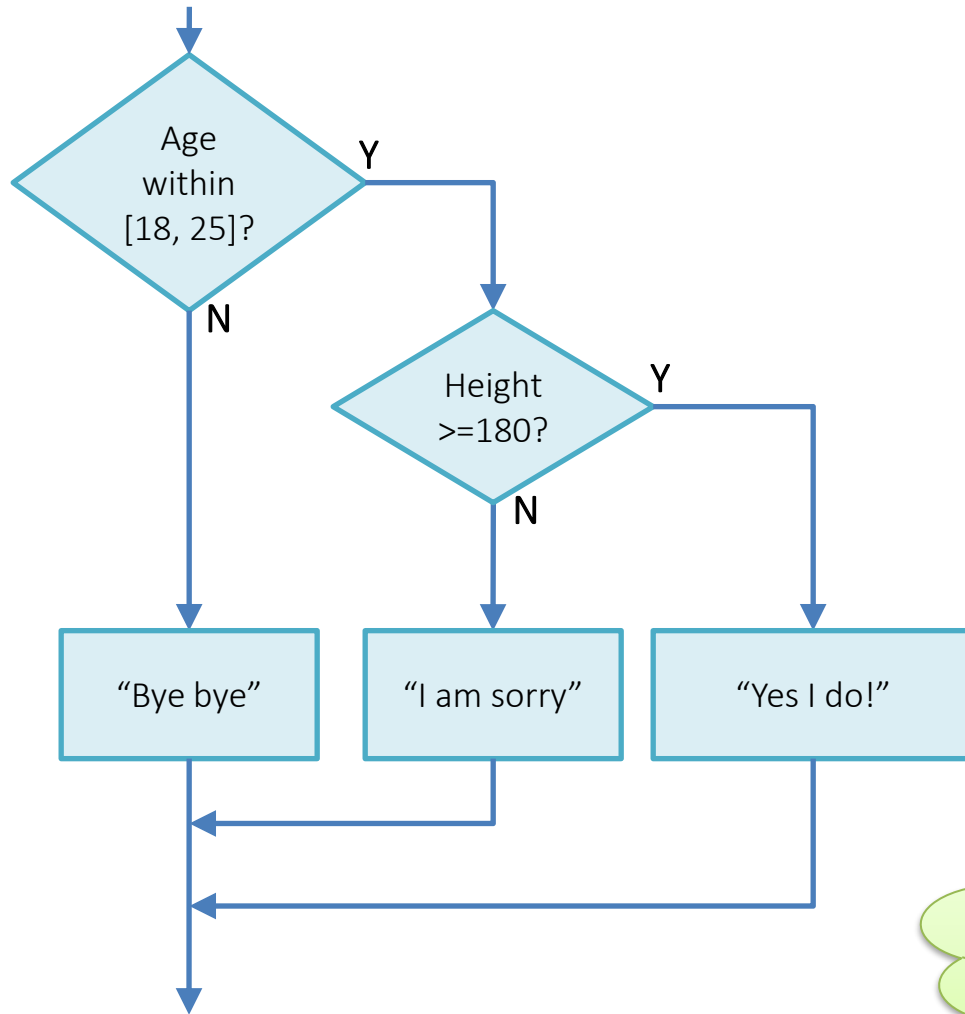 Age
within
[18, 25]?
Y
N
Height
>=180?
Y
N
“Bye bye”
“I am sorry”
“Yes I do!”